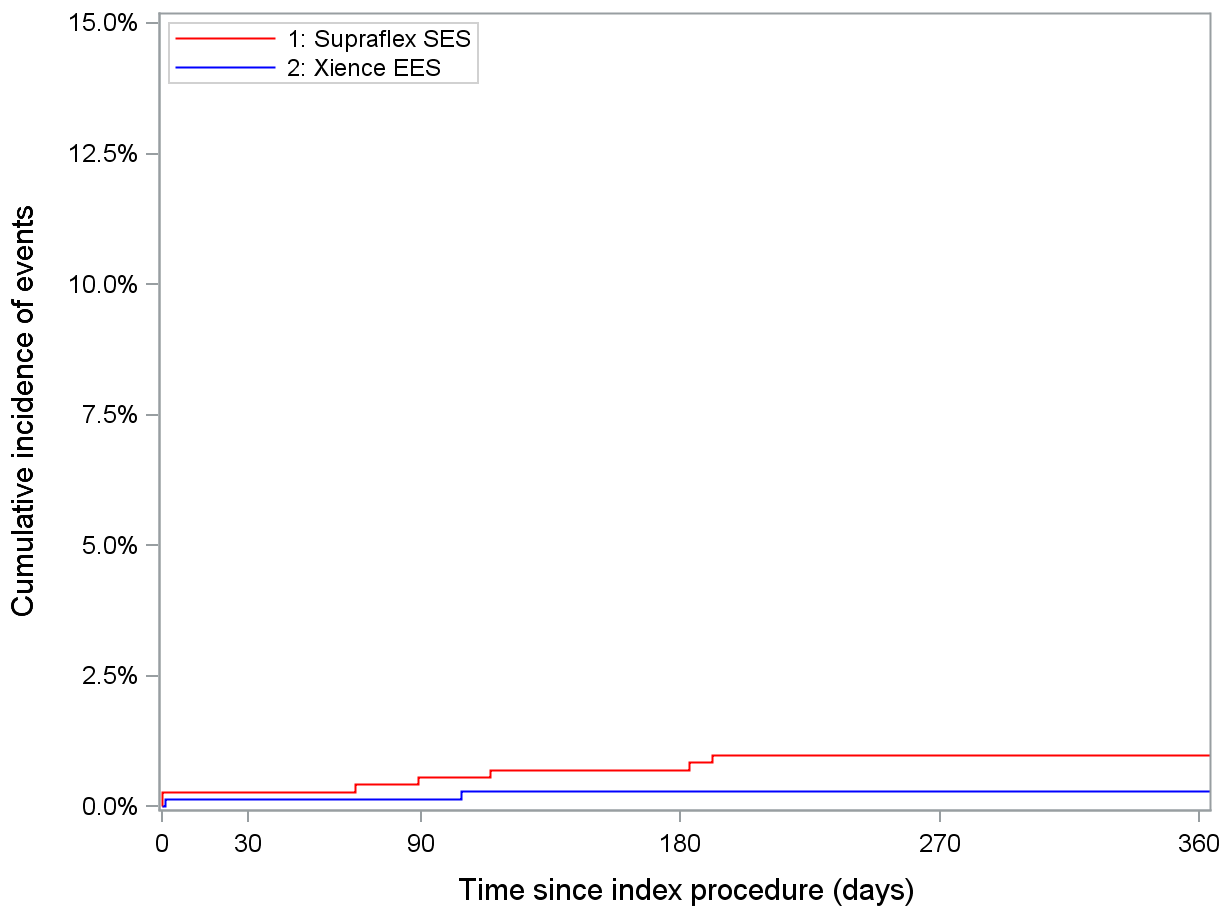 15.0%
1: Supraflex SES
2: Xience EES
12.5%
10.0%
7.5%
5.0%
2.5%
0.0%
Cumulative incidence of events
0 30 90 180 270 360
Time since index procedure (days)